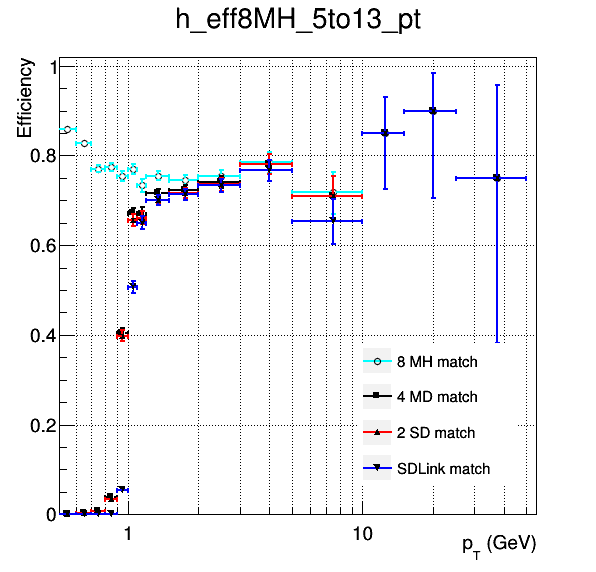 h_eff8MH_5to13_pt
Efficiency
1
0.8
0.6
0.4
0.2
0
8 MH match
4 MD match
2 SD match
SDLink match
1
10
pT (GeV)